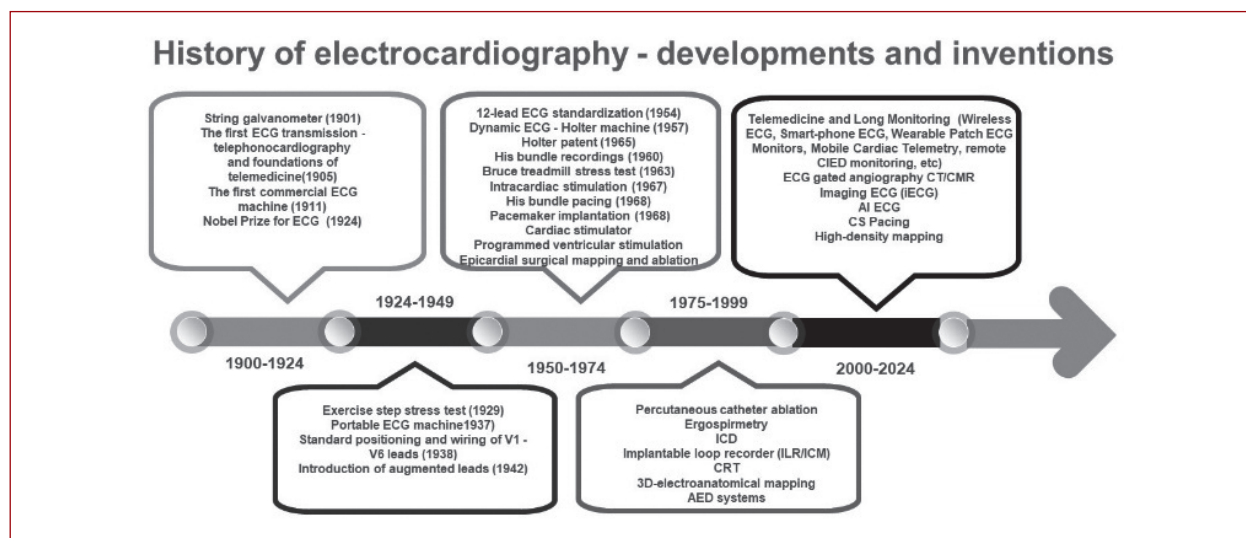 History of electrocardiography - developments and inventions
String galvanometer (1901)
The first ECG transmission -
telephonocardiography
and foundations of
telemedicine(1905)
The first commercial ECG
machine (1911)
Nobel Prize for ECG (1924)
12-lead ECG standardization (1954)
Dynamic ECG - Holter machine (1957)
Holter patent (1965)
His bundle recordings (1960)
Bruce treadmill stress test (1963)
Intracardiac stimulation (1967)
His bundle pacing (1968)
Pacemaker implantation (1968)
Cardiac stimulator
Programmed ventricular stimulation
Epicardial surgical mapping and ablation
Telemedicine and Long Monitoring (Wireless
ECG, Smart-phone ECG, Wearable Patch ECG
Monitors, Mobile Cardiac Telemetry, remote
CIED monitoring, etc)
ECG gated angiography CT/CMR
Imaging ECG (iECG)
AI ECG
CS Pacing
High-density mapping
1924-1949
1975-1999
1900-1924
1950-1974
2000-2024
Exercise step stress test (1929)
Portable ECG machine1937)
Standard positioning and wiring of V1 -
V6 leads (1938)
Introduction of augmented leads (1942)
Percutaneous catheter ablation
Ergospirmetry
ICD
Implantable loop recorder (ILR/ICM)
CRT
3D-electroanatomical mapping
AED systems